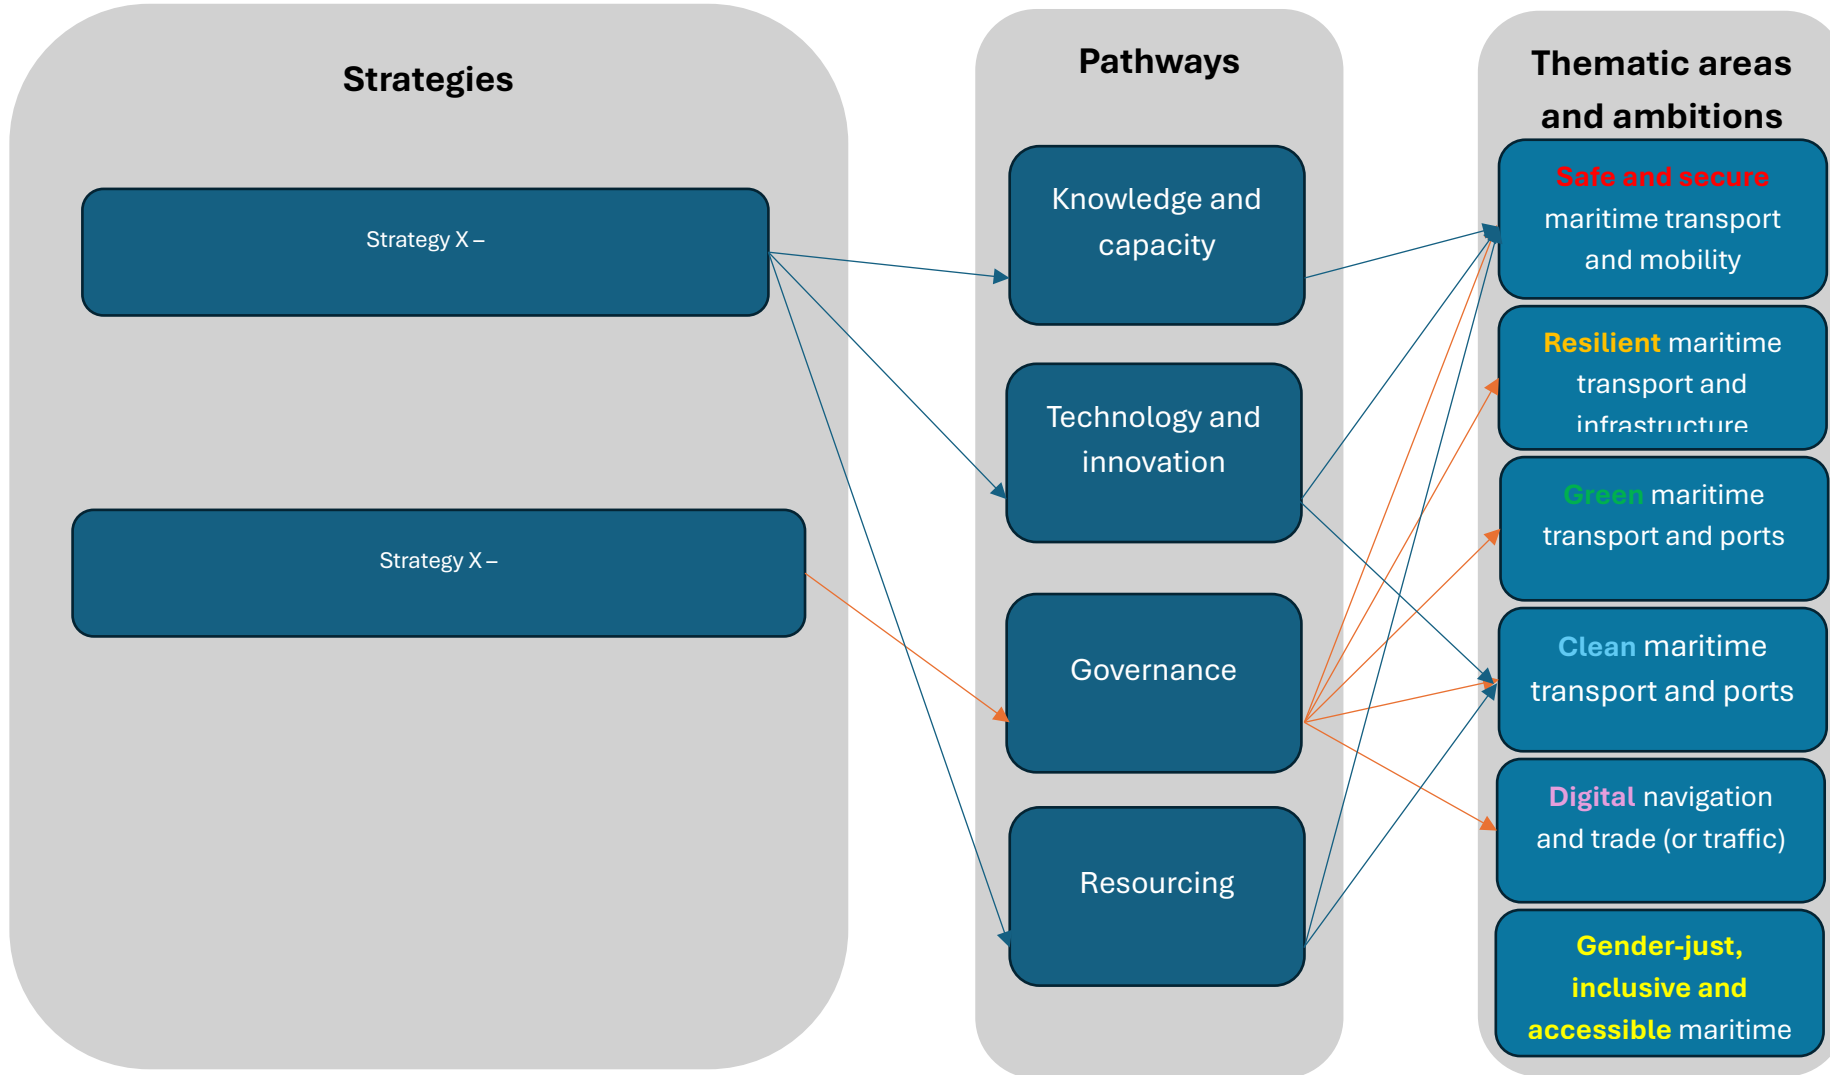 Strategies
Strategy X –
Strategy X –
Pathways
Knowledge and
capacity
Technology and
innovation
Governance
Resourcing
Thematic areas
and ambitions
Safe and secure
maritime transport
and mobility
Resilient maritime
transport and
infrastructure
Green maritime
transport and ports
Clean maritime
transport and ports
Digital navigation
and trade (or traffic)
Gender-just,
inclusive and
accessible maritime